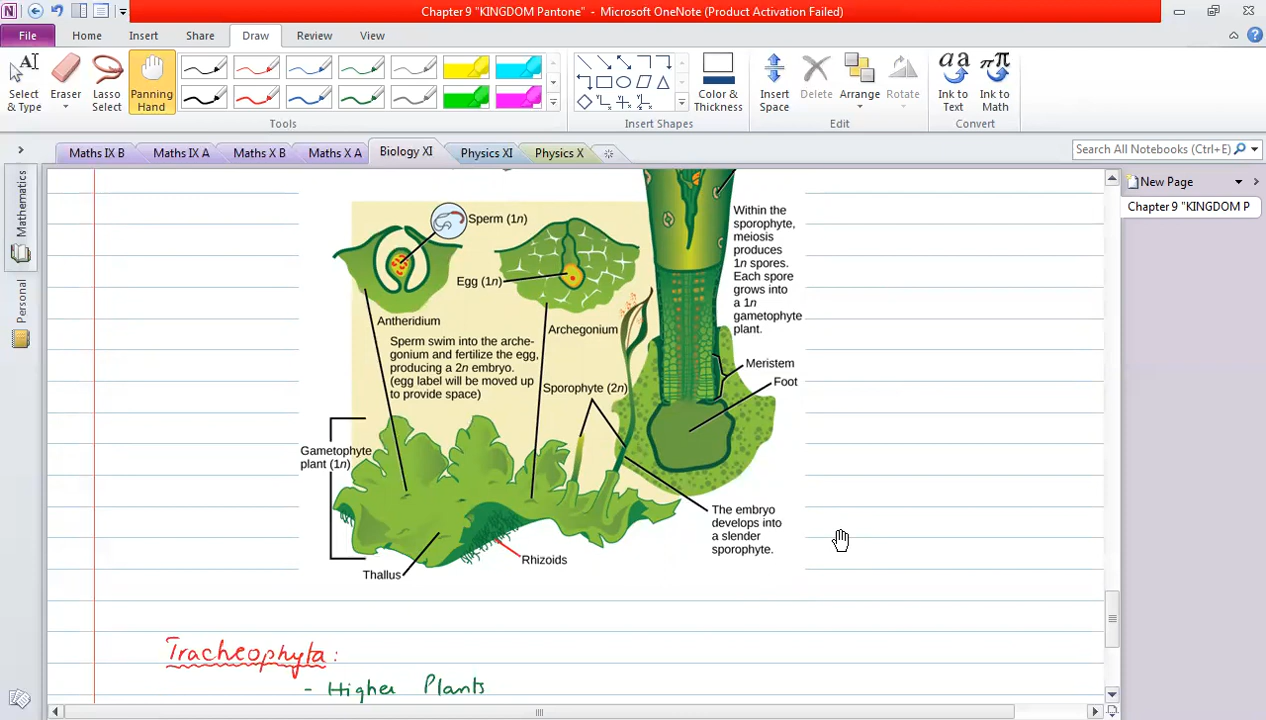 Chapter 9 "KINGDOM Pantone" - Microsoft OneNote (Product Activation Failed)
File Home Insert Share Draw Review View
Select & Type
Eraser
Lasso Select
Panning Hand
Color & Thickness
Insert Space
Delete
Arrange
Rotate
Ink to Text
Ink to Math
Tools
Insert Shapes
Edit
Convert
Maths IX B Maths IX A Maths X B Maths X A Biology XI Physics XI Physics X
Search All Notebooks (Ctrl+E)
New Page
Chapter 9 "KINGDOM P
Mathematics
Personal
Sperm (1n)
Egg (1n)
Antheridium
Archegonium
Sperm swim into the arche-
gonium and fertilize the egg,
producing a 2n embryo.
(egg label will be moved up
to provide space)
Sporophyte (2n)
Within the
sporophyte,
meiosis
produces
1n spores.
Each spore
grows into
a 1n
gametophyte
plant.
Meristem
Foot
Gametophyte
plant (1n)
The embryo
develops into
a slender
sporophyte.
Rhizoids
Thallus
Tracheophyta :
- Higher Plants